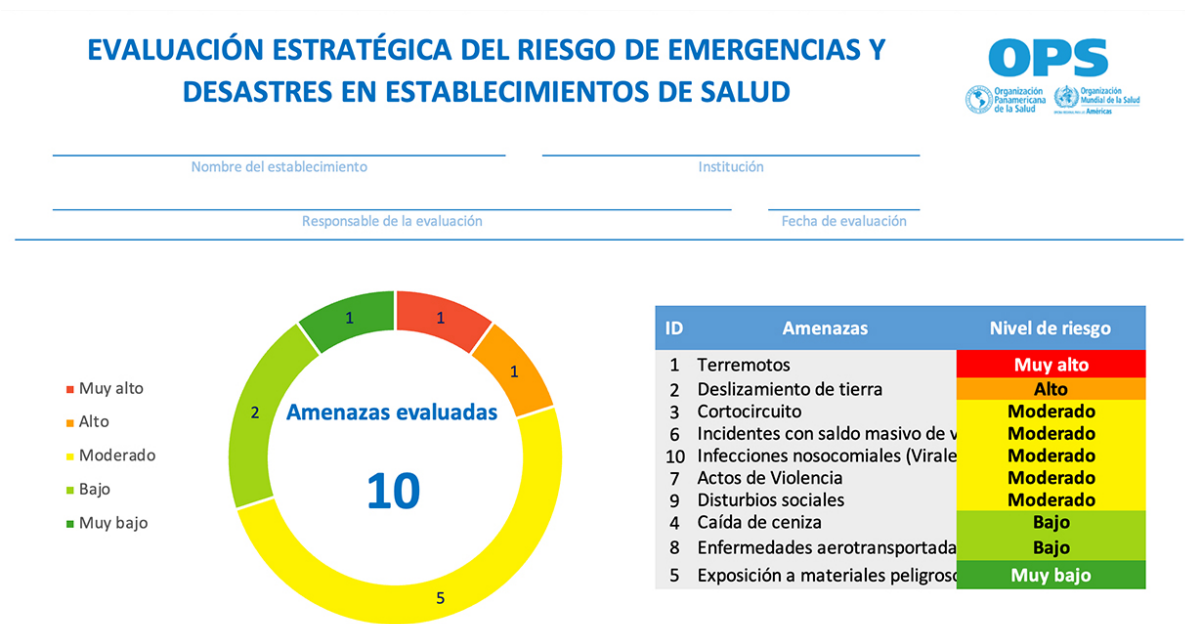 EVALUACIÓN ESTRATÉGICA DEL RIESGO DE EMERGENCIAS Y
DESASTRES EN ESTABLECIMIENTOS DE SALUD
OPS
Organización
Panamericana
de la Salud
Organización
Mundial de la Salud
Américas
Nombre del establecimiento
Institución
Responsable de la evaluación
Fecha de evaluación
Muy alto
Alto
Moderado
Bajo
Muy bajo
1
1
1
2
5
Amenazas evaluadas
10
ID Amenazas Nivel de riesgo
1 Terremotos Muy alto
2 Deslizamiento de tierra Alto
3 Cortocircuito Moderado
6 Incidentes con saldo masivo de v Moderado
10 Infecciones nosocomiales (Virale Moderado
7 Actos de Violencia Moderado
9 Disturbios sociales Moderado
4 Caída de ceniza Bajo
8 Enfermedades aerotransportada Bajo
5 Exposición a materiales peligroso Muy bajo